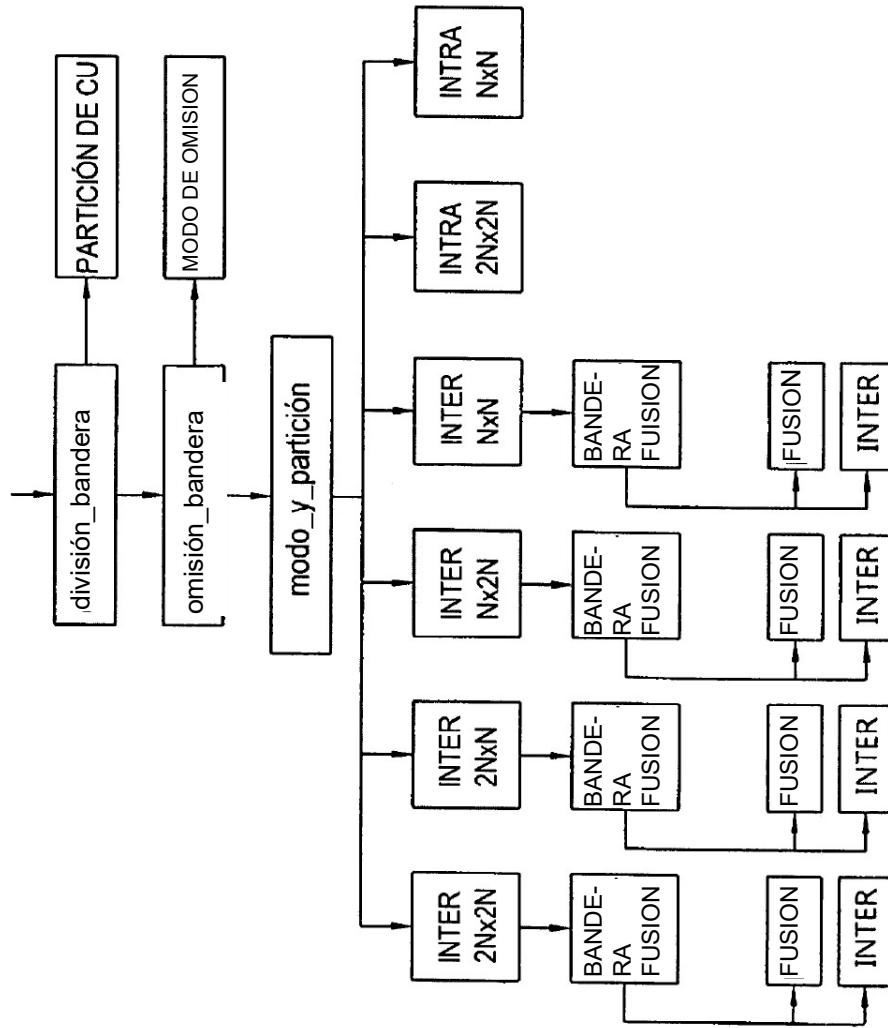 división_bandera
PARTICIÓN DE CU
omisión_bandera
MODO DE OMISION
modo_y_partición
INTER
2Nx2N
INTER
2NxN
INTER
Nx2N
INTER
NxN
INTRA
2Nx2N
INTRA
NxN
BANDE-
RA
FUSION
BANDE-
RA
FUSION
BANDE-
RA
FUSION
BANDE-
RA
FUISION
FUSION
FUSION
FUSION
FUSION
INTER
INTER
INTER
INTER